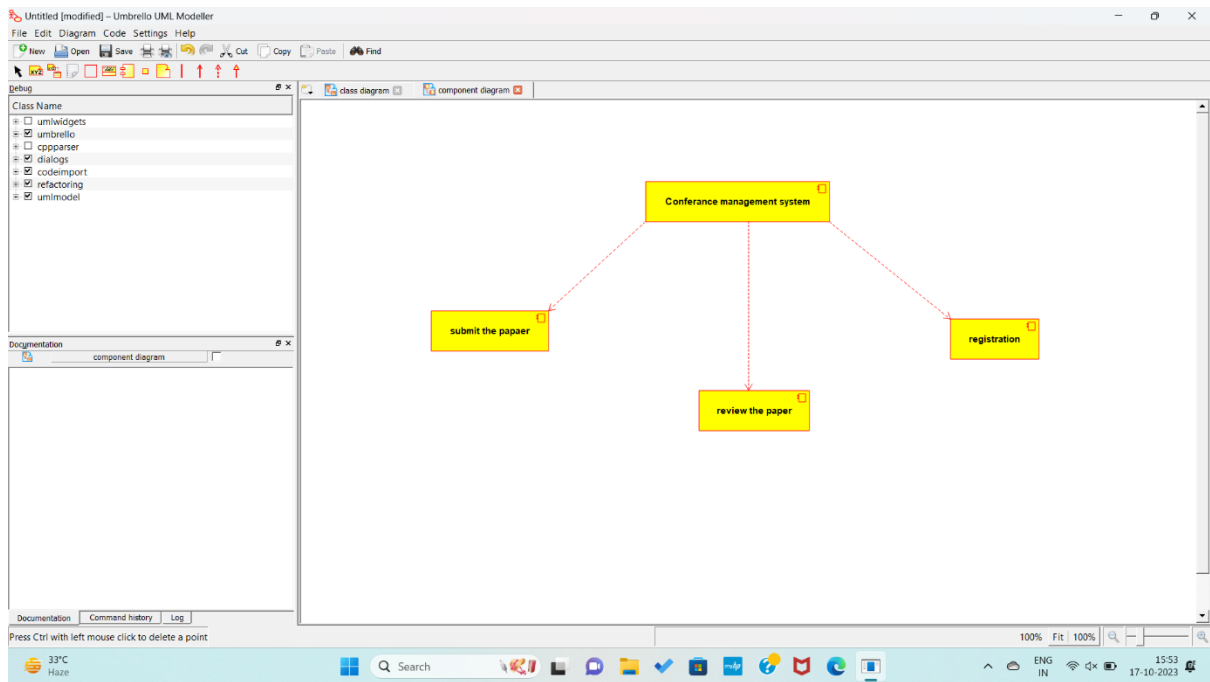 Untitled [modified] – Umbrello UML Modeller
File Edit Diagram Code Settings Help
New Open Save Cut Copy Paste Find
Debug
class diagram component diagram
Class Name
umlwidgets
umbrello
cppparser
dialogs
codeimport
refactoring
umlmodel
Conferance management system
submit the papaer
registration
review the paper
Documentation
component diagram
Documentation Command history Log
Press Ctrl with left mouse click to delete a point
100% Fit 100%
33°C
Haze
Search
ENG
IN
15:53
17-10-2023